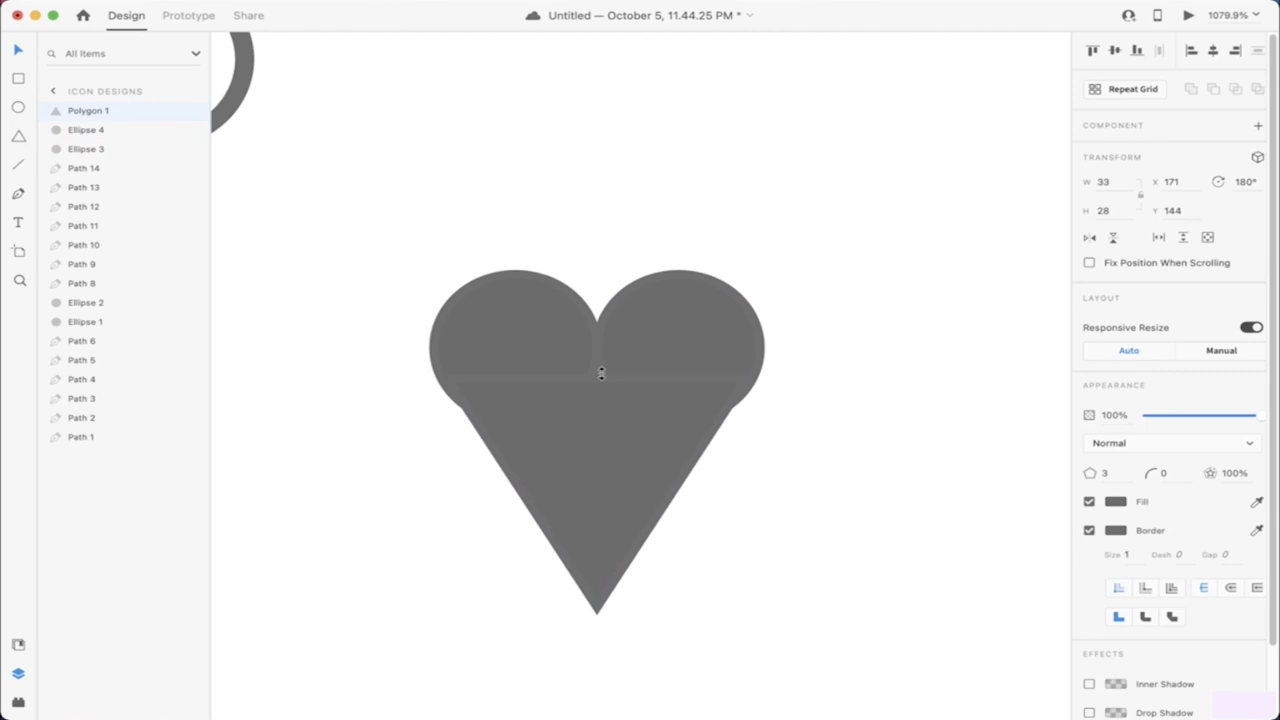 Design Prototype Share Untitled — October 5, 11.44.25 PM * 1079.9%
All Items
ICON DESIGNS
Polygon 1
Ellipse 4
Ellipse 3
Path 14
Path 13
Path 12
Path 11
Path 10
Path 9
Path 8
Ellipse 2
Ellipse 1
Path 6
Path 5
Path 4
Path 3
Path 2
Path 1
Repeat Grid
COMPONENT
TRANSFORM
W 33 X 171 180°
H 28 Y 144
Fix Position When Scrolling
LAYOUT
Responsive Resize
Auto Manual
APPEARANCE
100%
Normal
3 0 100%
Fill
Border
Size 1 Dash 0 Gap 0
EFFECTS
Inner Shadow
Drop Shadow